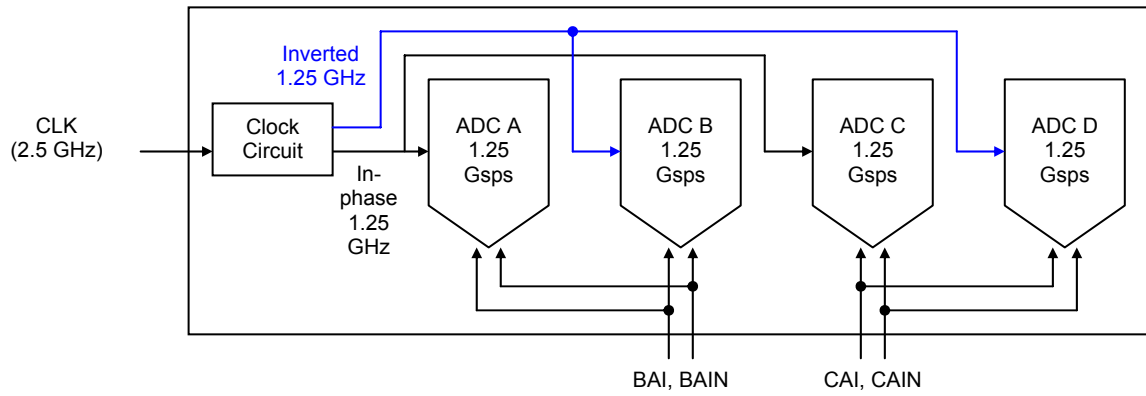 Inverted
1.25 GHz
CLK
(2.5 GHz)
Clock
Circuit
In-
phase
1.25
GHz
ADC A
1.25
Gsps
ADC B
1.25
Gsps
ADC C
1.25
Gsps
ADC D
1.25
Gsps
BAI, BAIN
CAI, CAIN